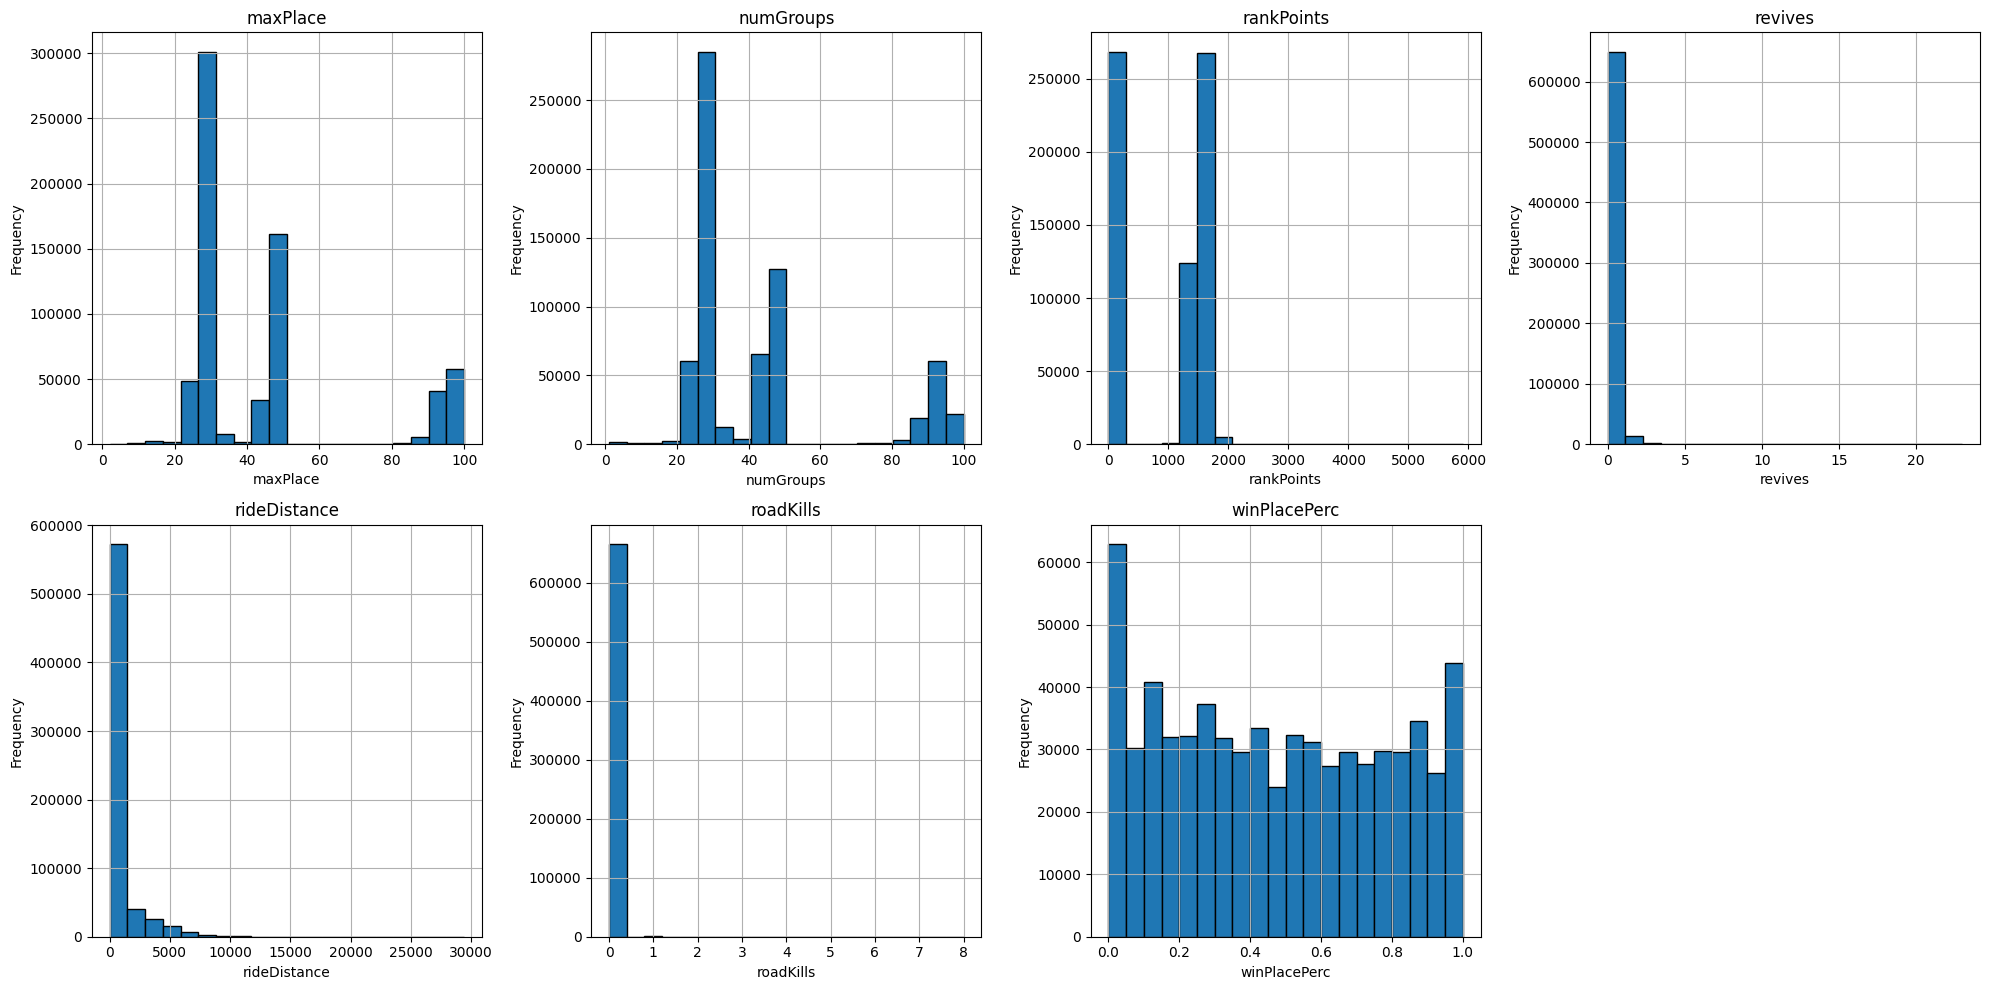 maxPlace
300000
250000
200000
150000
100000
50000
0
Frequency
0 20 40 60 80 100
maxPlace
numGroups
250000
200000
150000
100000
50000
0
Frequency
0 20 40 60 80 100
numGroups
rankPoints
250000
200000
150000
100000
50000
0
Frequency
0 1000 2000 3000 4000 5000 6000
rankPoints
revives
600000
500000
400000
300000
200000
100000
0
Frequency
0 5 10 15 20
revives
rideDistance
600000
500000
400000
300000
200000
100000
0
Frequency
0 5000 10000 15000 20000 25000 30000
rideDistance
roadKills
600000
500000
400000
300000
200000
100000
0
Frequency
0 1 2 3 4 5 6 7 8
roadKills
winPlacePerc
60000
50000
40000
30000
20000
10000
0
Frequency
0.0 0.2 0.4 0.6 0.8 1.0
winPlacePerc